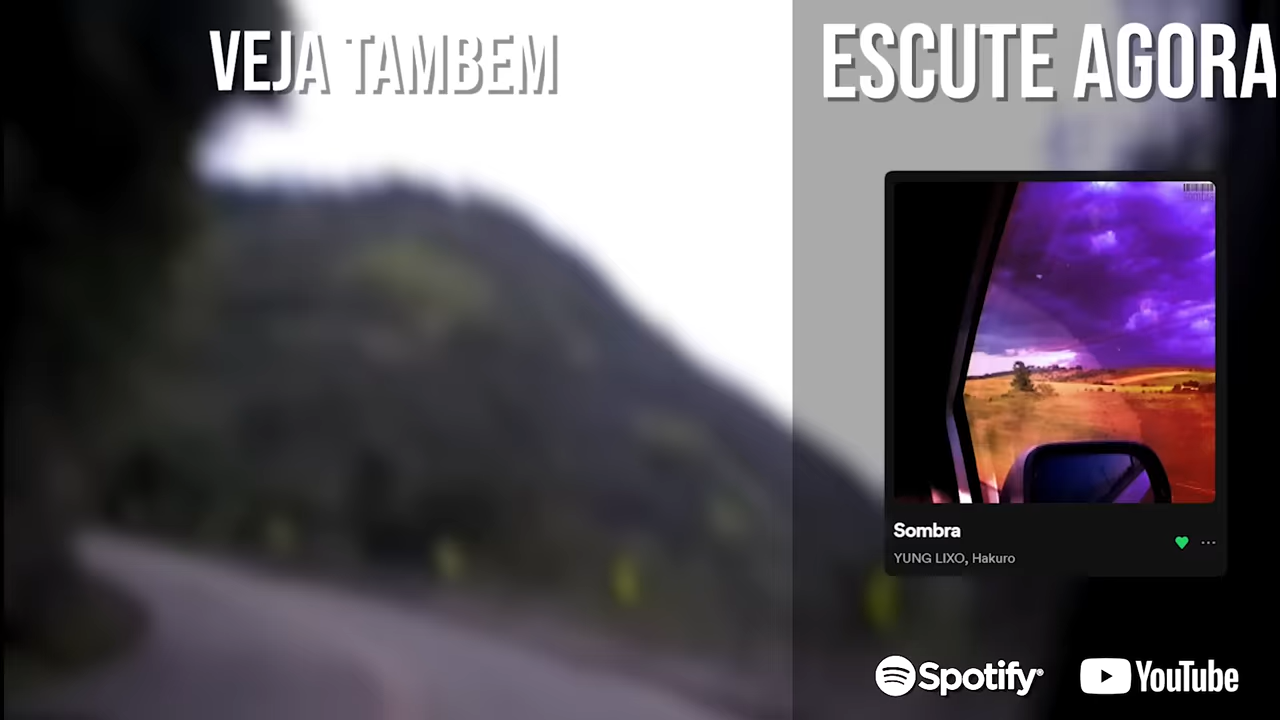 VEJA TAMBEM
ESCUTE AGORA
Sombra
YUNG LIXO, Hakuro
Spotify®
YouTube